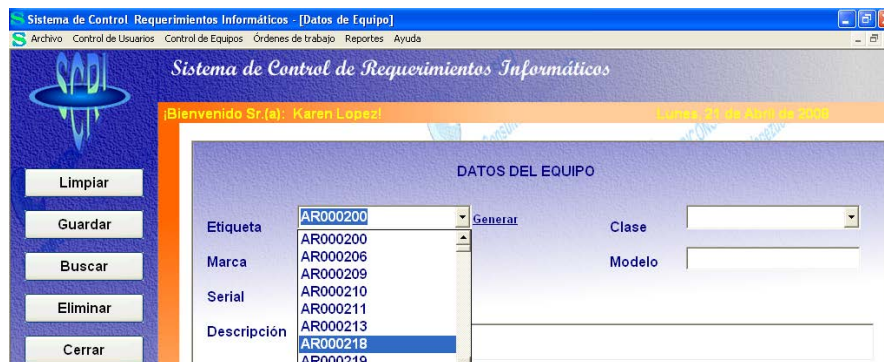 Sistema de Control Requerimientos Informáticos - [Datos de Equipo]
Archivo Control de Usuarios Control de Equipos Órdenes de trabajo Reportes Ayuda
SCRI
Sistema de Control de Requerimientos Informáticos
¡Bienvenido Sr.(a): Karen Lopez! Lunes, 21 de Abril de 2008
DATOS DEL EQUIPO
Limpiar
Guardar
Buscar
Eliminar
Cerrar
Etiqueta AR000200 Generar Clase
AR000200
Marca AR000206 Modelo
AR000209
Serial AR000210
AR000211
Descripción AR000213
AR000218
AR000219